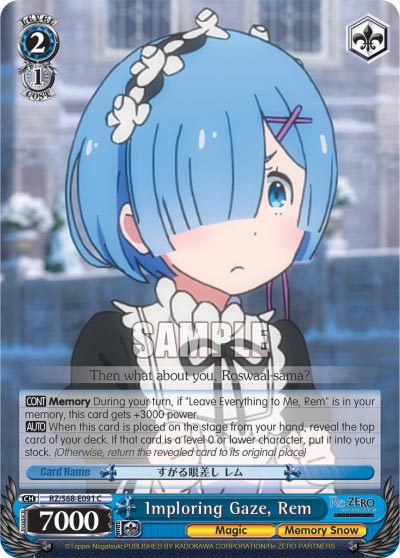 LEVEL
2
1
COST
SAMPLE
Then what about you, Roswaal-sama?
CONT Memory During your turn, if "Leave Everything to Me, Rem" is in your
memory, this card gets +3000 power.
AUTO When this card is placed on the stage from your hand, reveal the top
card of your deck. If that card is a level 0 or lower character, put it into your
stock. (Otherwise, return the revealed card to its original place)
Card Name すがる眼差し レム
CH RZ/S68-E091 C
POWER 7000 SOUL Imploring Gaze, Rem Re:ZERO
Magic Memory Snow
©Tappei Nagatsuki,PUBLISHED BY KADOKAWA CORPORATION/Re:ZERO PARTNERS